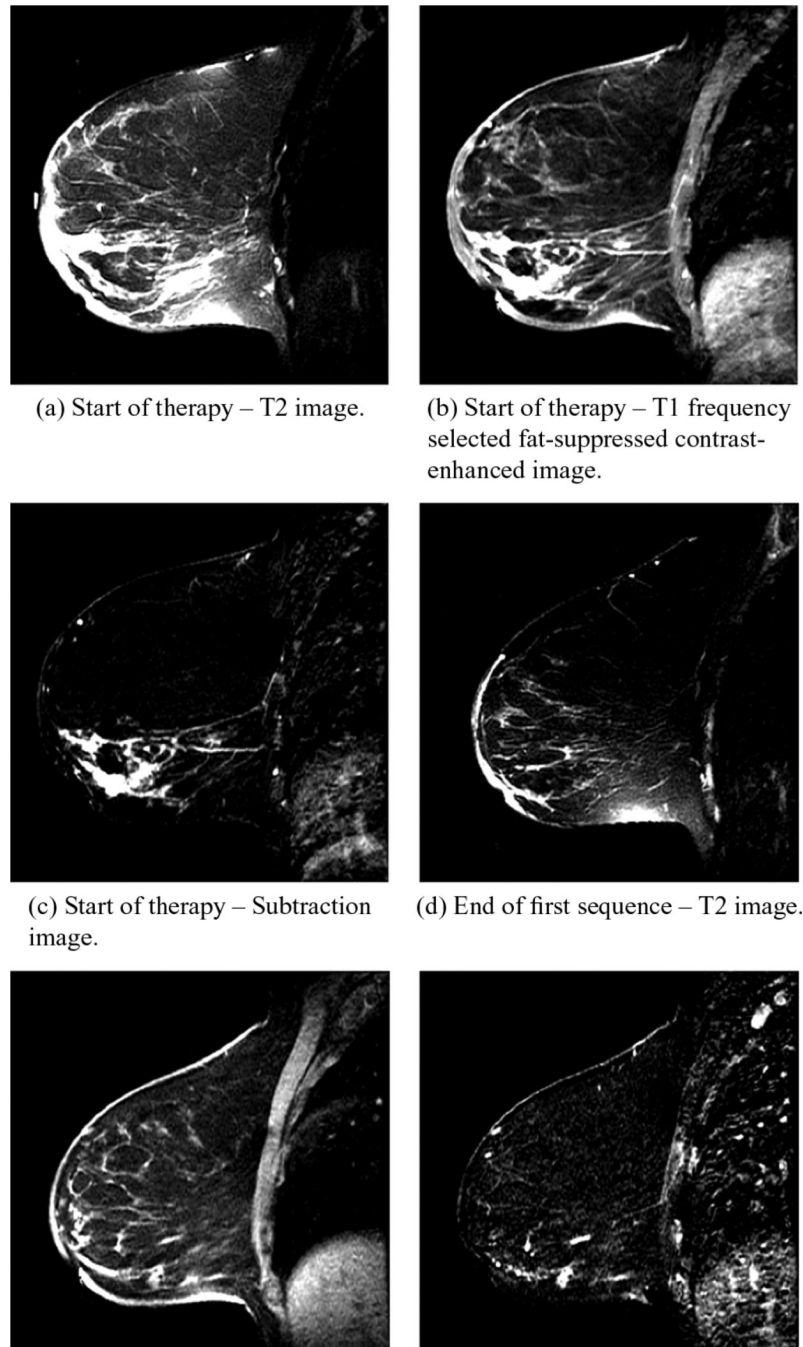 (a) Start of therapy – T2 image.
(b) Start of therapy – T1 frequency
selected fat-suppressed contrast-
enhanced image.
(c) Start of therapy – Subtraction
image.
(d) End of first sequence – T2 image.